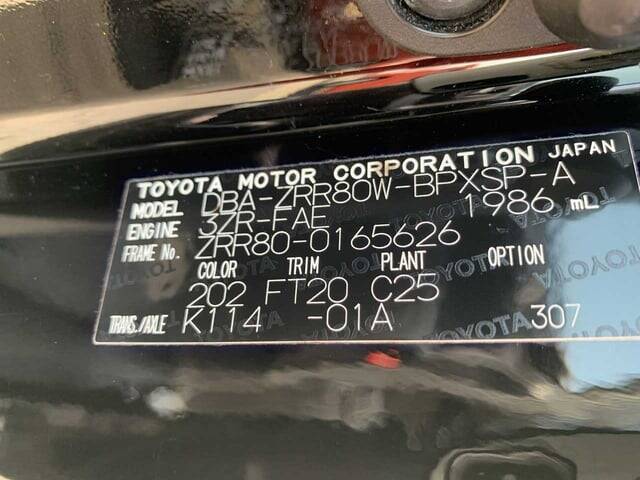 TOYOTA MOTOR CORPORATION JAPAN
MODEL DBA-ZRR80W-BPXSP-A
ENGINE 3ZR-FAE 1986 mL
FRAME No. ZRR80-0165626
COLOR TRIM PLANT OPTION
202 FT20 C25
TRANS./AXLE K114 -01A 307